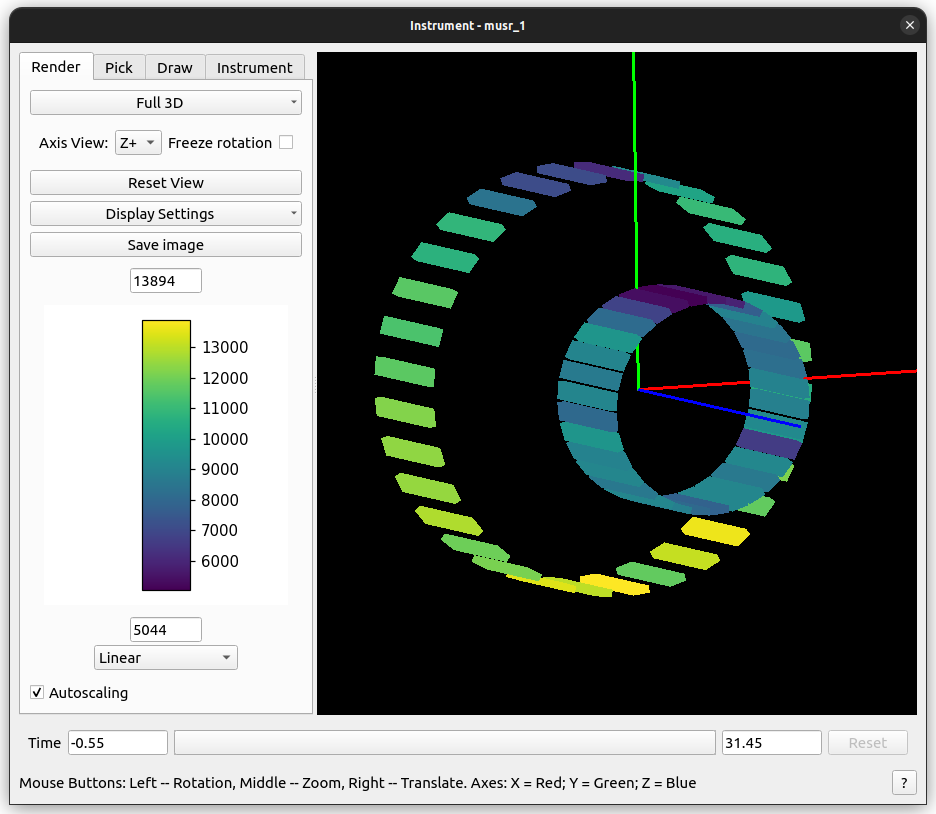 Instrument - musr_1
Render Pick Draw Instrument
Full 3D
Axis View: Z+ Freeze rotation
Reset View
Display Settings
Save image
13894
13000
12000
11000
10000
9000
8000
7000
6000
5044
Linear
Autoscaling
Time -0.55 31.45 Reset
Mouse Buttons: Left -- Rotation, Middle -- Zoom, Right -- Translate. Axes: X = Red; Y = Green; Z = Blue ?